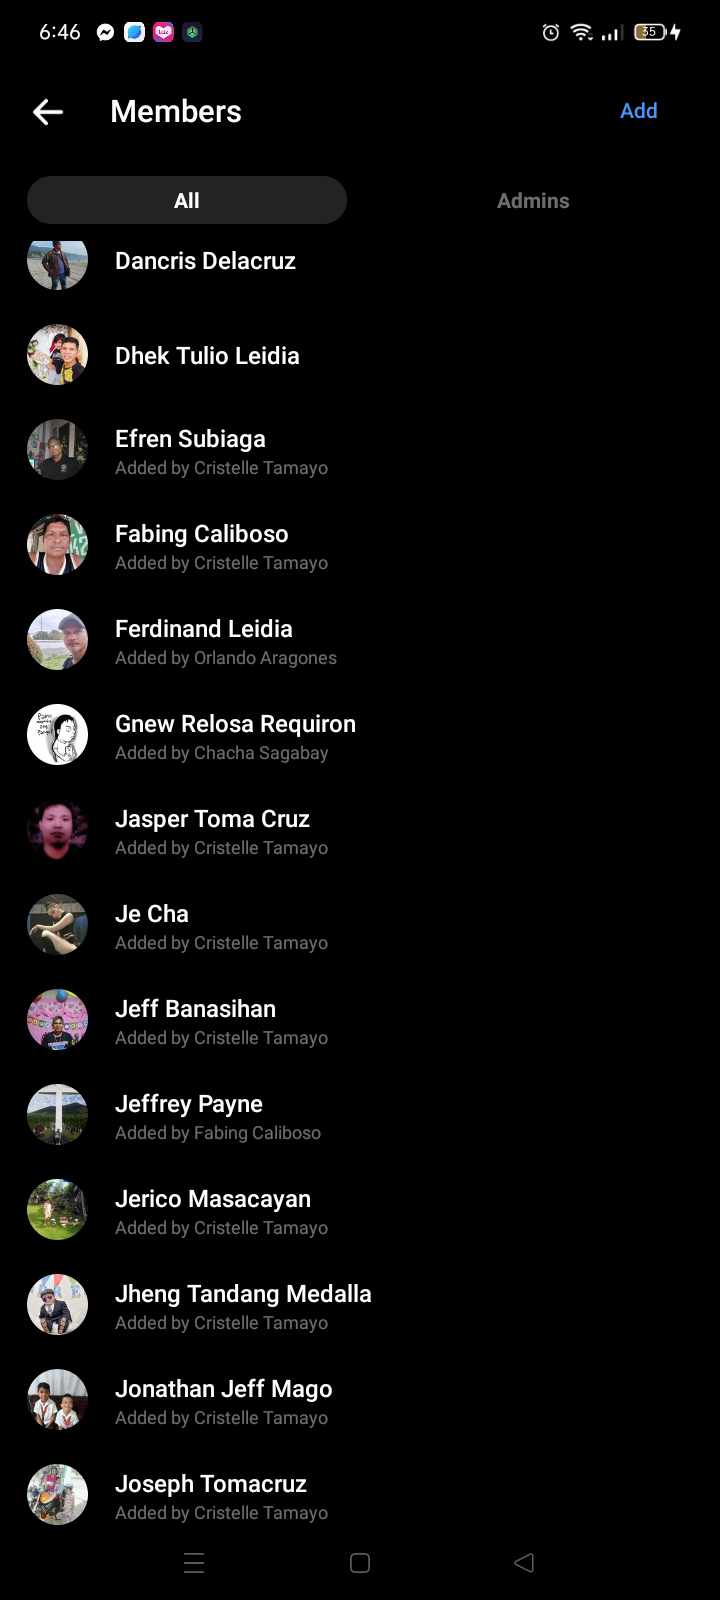 6:46
35
Members
Add
All
Admins
Dancris Delacruz
Dhek Tulio Leidia
Efren Subiaga
Added by Cristelle Tamayo
Fabing Caliboso
Added by Cristelle Tamayo
Ferdinand Leidia
Added by Orlando Aragones
Gnew Relosa Requiron
Added by Chacha Sagabay
Jasper Toma Cruz
Added by Cristelle Tamayo
Je Cha
Added by Cristelle Tamayo
Jeff Banasihan
Added by Cristelle Tamayo
Jeffrey Payne
Added by Fabing Caliboso
Jerico Masacayan
Added by Cristelle Tamayo
Jheng Tandang Medalla
Added by Cristelle Tamayo
Jonathan Jeff Mago
Added by Cristelle Tamayo
Joseph Tomacruz
Added by Cristelle Tamayo